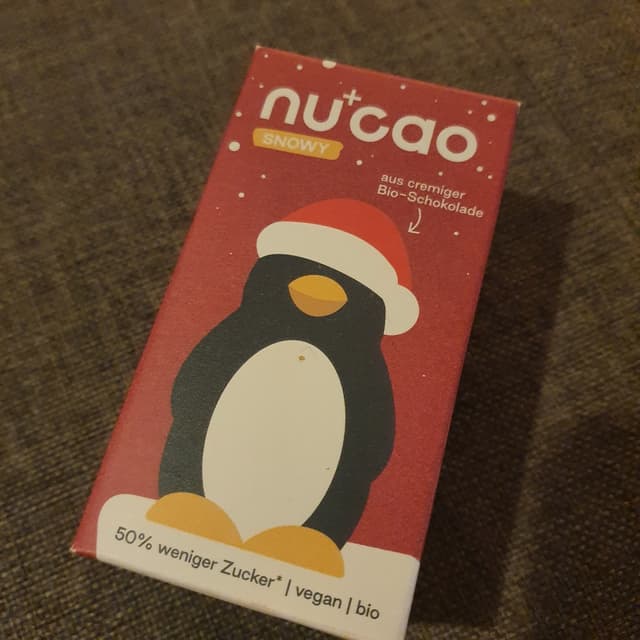 nu+cao
SNOWY
aus cremiger
Bio-Schokolade
50% weniger Zucker* | vegan | bio